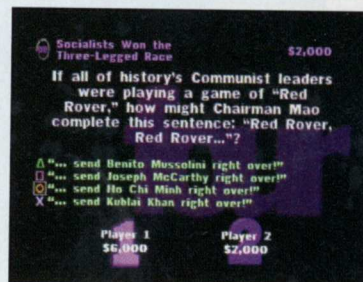 Socialists Won the
Three-Legged Race
$2,000
If all of history's Communist leaders
were playing a game of "Red
Rover," how might Chairman Mao
complete this sentence: "Red Rover,
Red Rover..."?
"... send Benito Mussolini right over!"
"... send Joseph McCarthy right over!"
"... send Ho Chi Minh right over!"
X "... send Kublai Khan right over!"
Player 1
$6,000
Player 2
$2,000